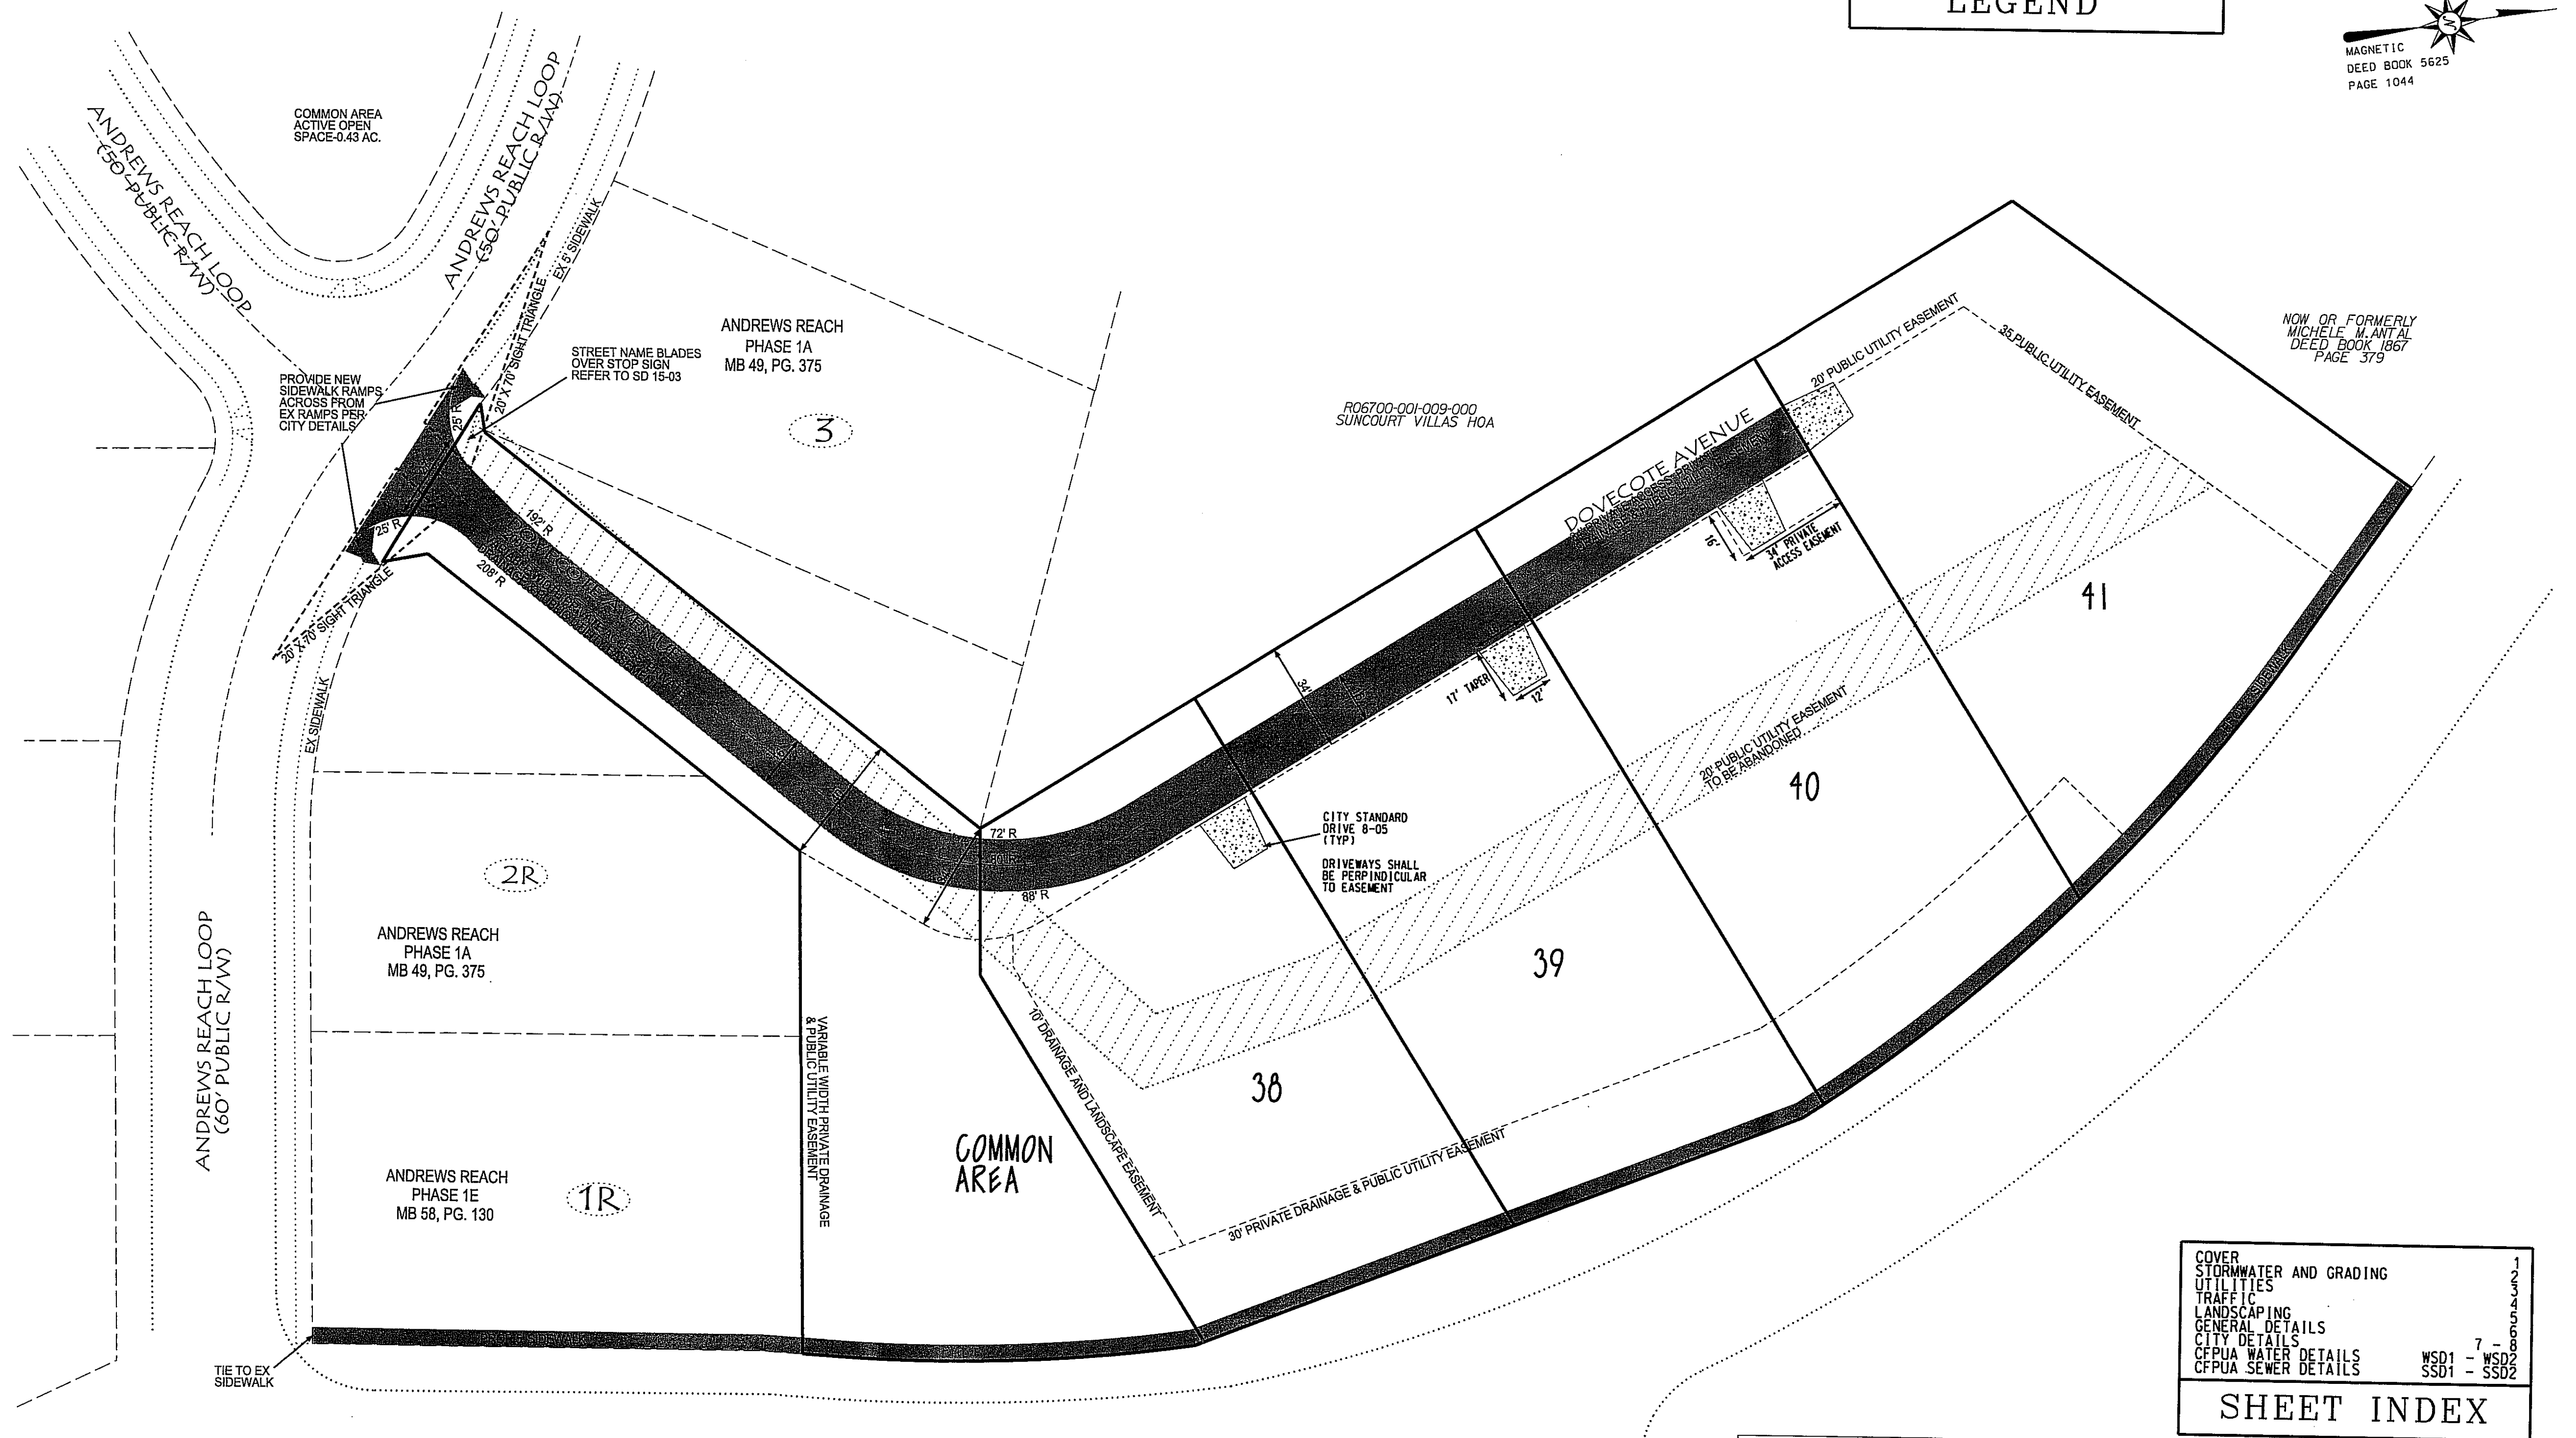 LEGEND
MAGNETIC
DEED BOOK 5625
PAGE 1044
COMMON AREA
ACTIVE OPEN
SPACE-0.43 AC.
ANDREWS REACH LOOP
(50' PUBLIC R/W)
ANDREWS REACH LOOP
(50' PUBLIC R/W)
EX 5' SIDEWALK
20' X 70' SIGHT TRIANGLE
ANDREWS REACH
PHASE 1A
MB 49, PG. 375
3
STREET NAME BLADES
OVER STOP SIGN
REFER TO SD 15-03
PROVIDE NEW
SIDEWALK RAMPS
ACROSS FROM
EX RAMPS PER
CITY DETAILS
25' R
25' R
192' R
208' R
20' X 70' SIGHT TRIANGLE
EX SIDEWALK
R06700-001-009-000
SUNCOURT VILLAS HOA
NOW OR FORMERLY
MICHELE M. ANTAL
DEED BOOK 1867
PAGE 379
20' PUBLIC UTILITY EASEMENT
35' PUBLIC UTILITY EASEMENT
DOVECOTE AVENUE
16'
34' PRIVATE
ACCESS EASEMENT
41
34'
17' TAPER
12'
20' PUBLIC UTILITY EASEMENT
TO BE ABANDONED
40
72' R
88' R
CITY STANDARD
DRIVE 8-05
(TYP)
DRIVEWAYS SHALL
BE PERPINDICULAR
TO EASEMENT
39
38
2R
ANDREWS REACH
PHASE 1A
MB 49, PG. 375
ANDREWS REACH LOOP
(60' PUBLIC R/W)
VARIABLE WIDTH PRIVATE DRAINAGE
& PUBLIC UTILITY EASEMENT
10' DRAINAGE AND LANDSCAPE EASEMENT
COMMON
AREA
30' PRIVATE DRAINAGE & PUBLIC UTILITY EASEMENT
ANDREWS REACH
PHASE 1E
MB 58, PG. 130
1R
TIE TO EX
SIDEWALK
COVER 1
STORMWATER AND GRADING 2
UTILITIES 3
TRAFFIC 4
LANDSCAPING 5
GENERAL DETAILS 6
CITY DETAILS 7 - 8
CFPUA WATER DETAILS WSD1 - WSD2
CFPUA SEWER DETAILS SSD1 - SSD2
SHEET INDEX